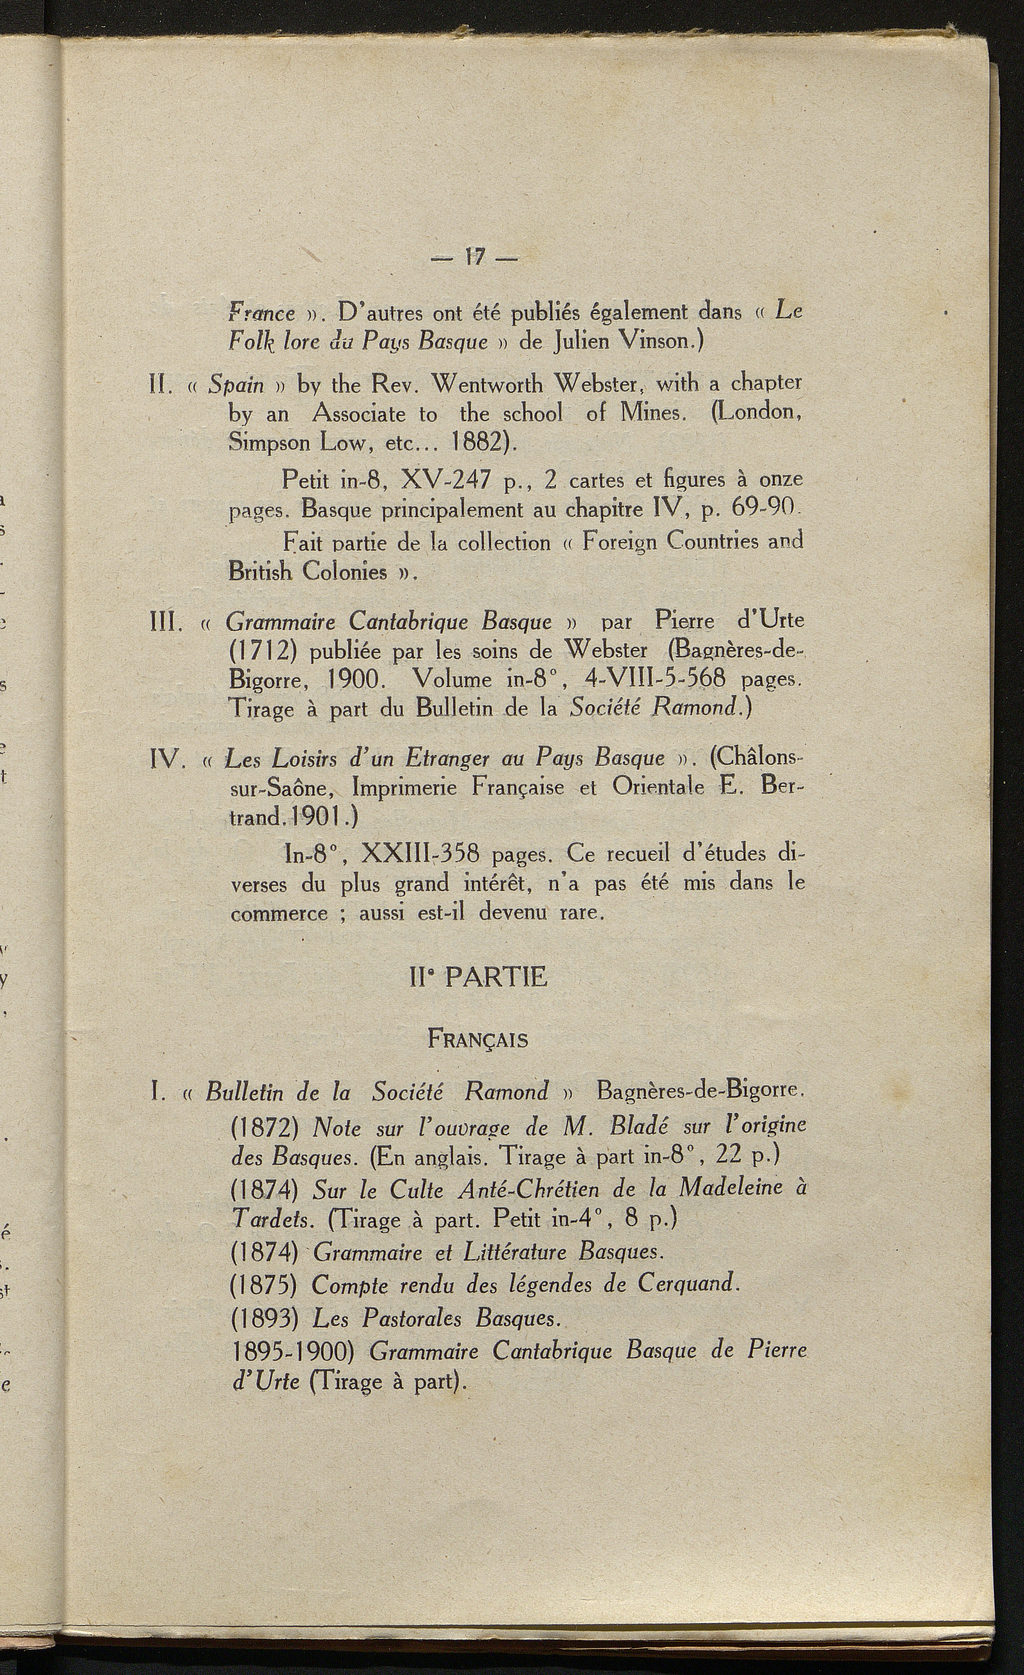 — 17 —
France ». D'autres ont été publiés également dans « Le
Folk lore du Pays Basque » de Julien Vinson.)
II. « Spain » by the Rev. Wentworth Webster, with a chapter
by an Associate to the school of Mines. (London,
Simpson Low, etc... 1882).
Petit in-8, XV-247 p., 2 cartes et figures à onze
pages. Basque principalement au chapitre IV, p. 69-90.
Fait partie de la collection « Foreign Countries and
British Colonies ».
III. « Grammaire Cantabrique Basque » par Pierre d'Urte
(1712) publiée par les soins de Webster (Bagnères-de-
Bigorre, 1900. Volume in-8°, 4-VIII-5-568 pages.
Tirage à part du Bulletin de la Société Ramond.)
IV. « Les Loisirs d'un Etranger au Pays Basque ». (Châlons-
sur-Saône, Imprimerie Française et Orientale E. Ber-
trand. 1901.)
In-8°, XXIII-358 pages. Ce recueil d'études di-
verses du plus grand intérêt, n'a pas été mis dans le
commerce ; aussi est-il devenu rare.
IIe PARTIE
FRANÇAIS
I. « Bulletin de la Société Ramond » Bagnères-de-Bigorre.
(1872) Note sur l'ouvrage de M. Bladé sur l'origine
des Basques. (En anglais. Tirage à part in-8°, 22 p.)
(1874) Sur le Culte Anté-Chrétien de la Madeleine à
Tardets. (Tirage à part. Petit in-4°, 8 p.)
(1874) Grammaire et Littérature Basques.
(1875) Compte rendu des légendes de Cerquand.
(1893) Les Pastorales Basques.
1895-1900) Grammaire Cantabrique Basque de Pierre
d'Urte (Tirage à part).